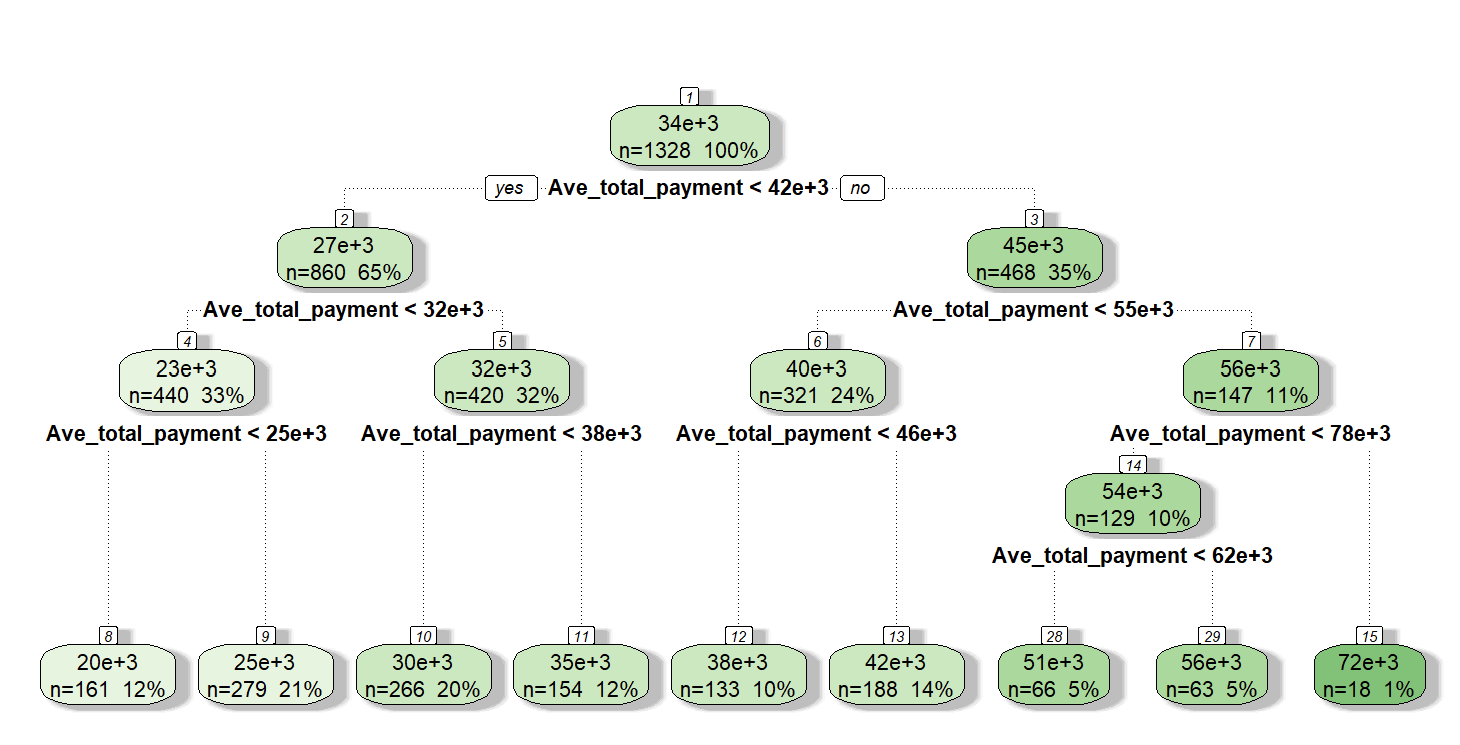 1
34e+3
n=1328 100%
yes Ave_total_payment < 42e+3 no
2 3
27e+3 45e+3
n=860 65% n=468 35%
Ave_total_payment < 32e+3 Ave_total_payment < 55e+3
4 5 6 7
23e+3 32e+3 40e+3 56e+3
n=440 33% n=420 32% n=321 24% n=147 11%
Ave_total_payment < 25e+3 Ave_total_payment < 38e+3 Ave_total_payment < 46e+3 Ave_total_payment < 78e+3
14
54e+3
n=129 10%
Ave_total_payment < 62e+3
8 9 10 11 12 13 28 29 15
20e+3 25e+3 30e+3 35e+3 38e+3 42e+3 51e+3 56e+3 72e+3
n=161 12% n=279 21% n=266 20% n=154 12% n=133 10% n=188 14% n=66 5% n=63 5% n=18 1%